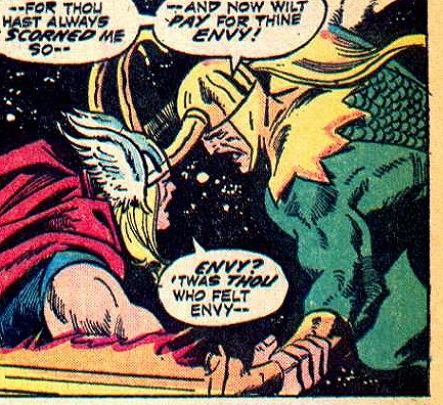 --FOR THOU
HAST ALWAYS
SCORNED ME
SO--
--AND NOW WILT
PAY FOR THINE
ENVY!
ENVY?
'TWAS THOU
WHO FELT
ENVY--